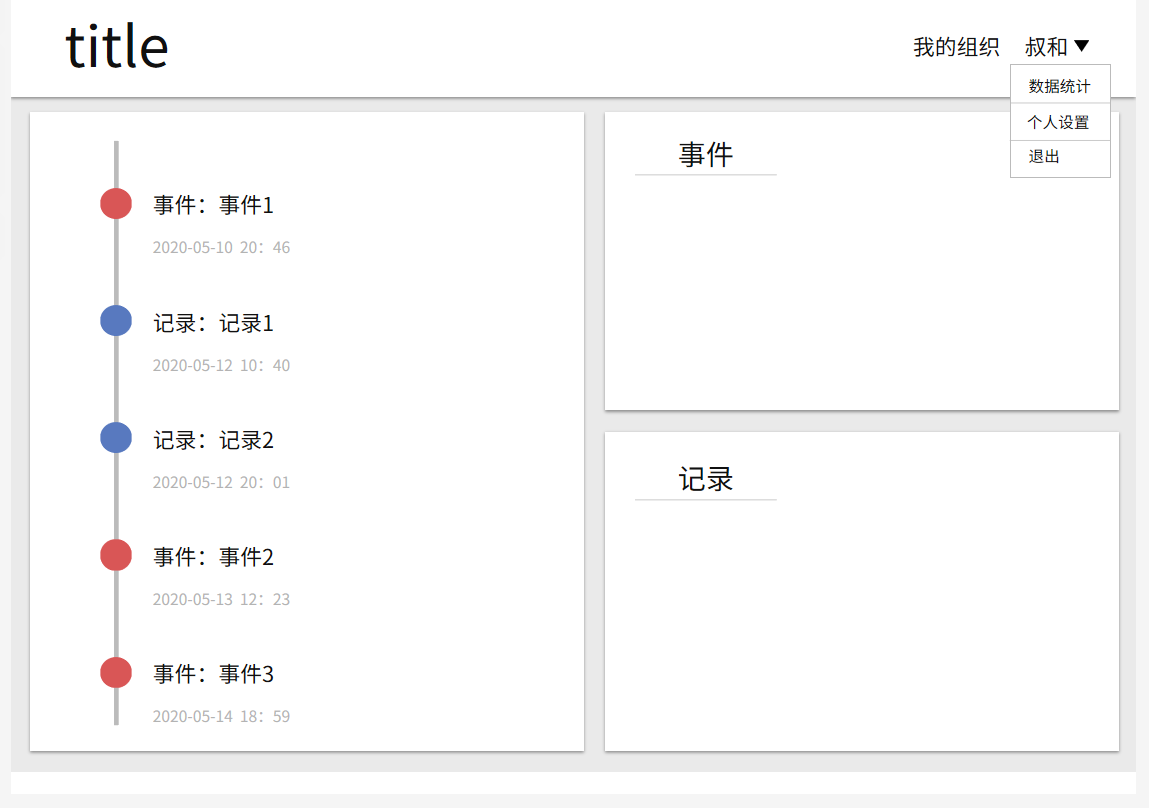 title
我的组织 叔和
数据统计
个人设置
退出
事件：事件1
2020-05-10 20：46
记录：记录1
2020-05-12 10：40
记录：记录2
2020-05-12 20：01
事件：事件2
2020-05-13 12：23
事件：事件3
2020-05-14 18：59
事件
记录